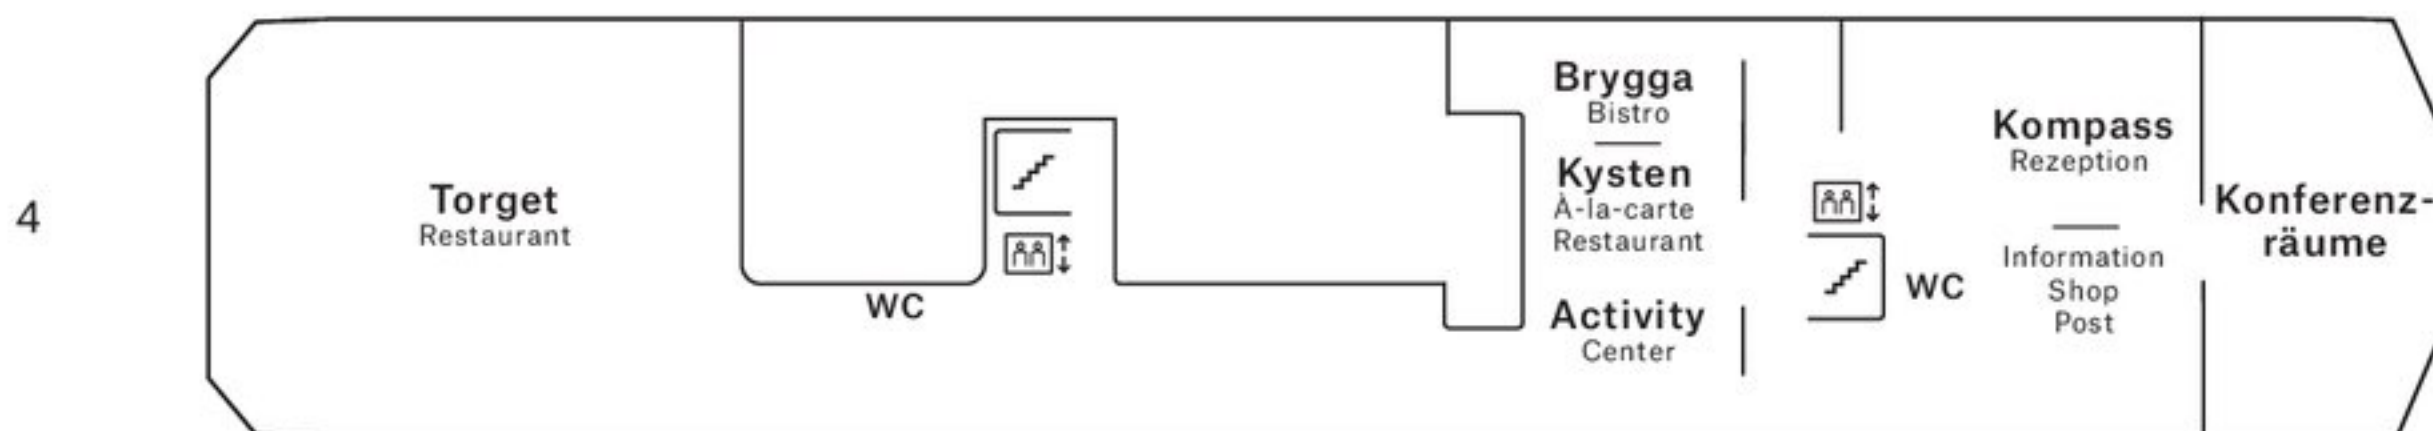 4
Torget
Restaurant
WC
Brygga
Bistro
Kysten
À-la-carte
Restaurant
Activity
Center
WC
Kompass
Rezeption
Information
Shop
Post
Konferenz-
räume